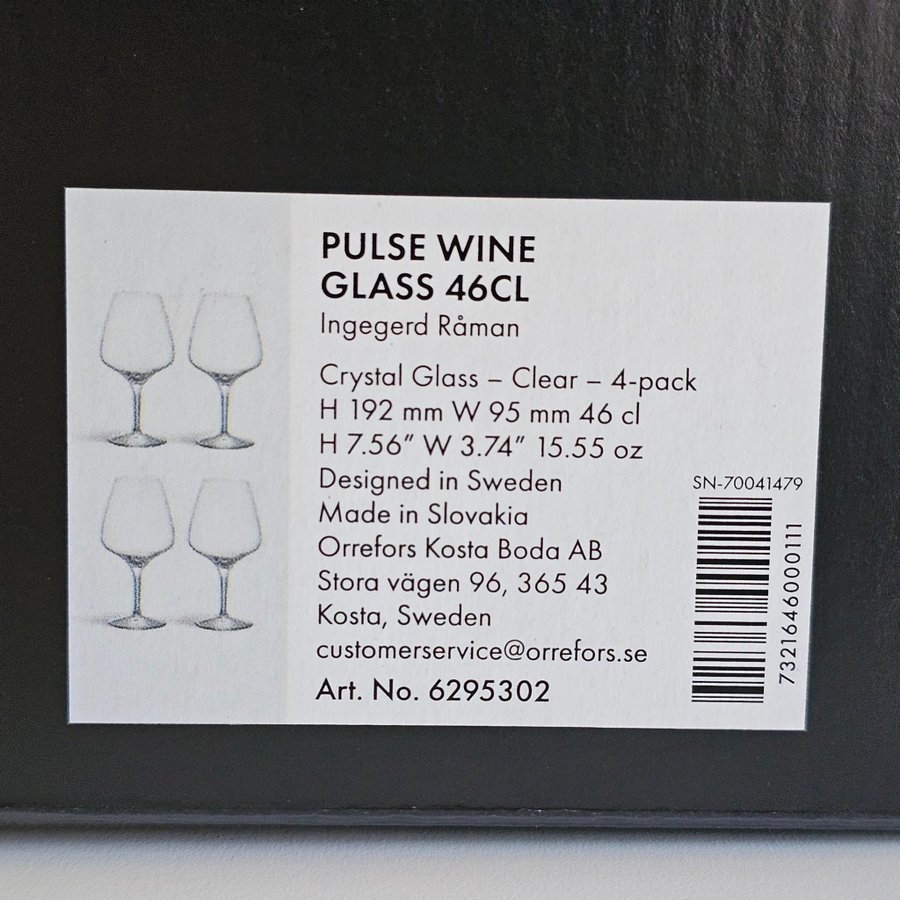 PULSE WINE
GLASS 46CL
Ingegerd Råman
Crystal Glass – Clear – 4-pack
H 192 mm W 95 mm 46 cl
H 7.56” W 3.74” 15.55 oz
Designed in Sweden
Made in Slovakia
Orrefors Kosta Boda AB
Stora vägen 96, 365 43
Kosta, Sweden
customerservice@orrefors.se
Art. No. 6295302
SN-70041479
7321646000111